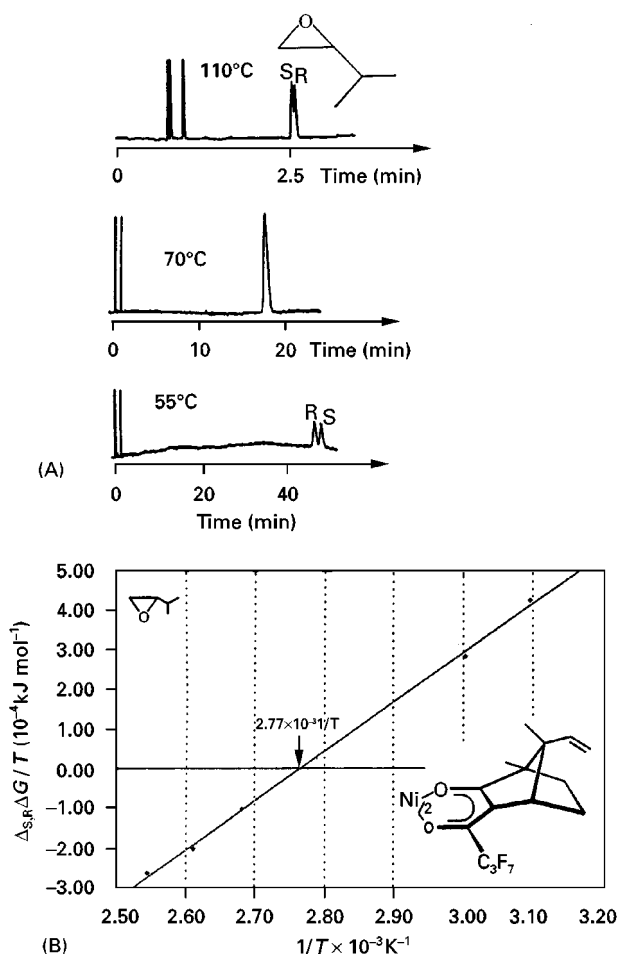 O
110°C
S R
0 2.5 Time (min)
70°C
0 10 20 Time (min)
55°C
R S
(A)
0 20 40
Time (min)
5.00
4.00
3.00
2.00
1.00
0.00
-1.00
-2.00
-3.00
Δ_S,R ΔG / T (10⁻⁴ kJ mol⁻¹)
O
2.77×10⁻³1/T
Ni
O
2
O
C₃F₇
2.50 2.60 2.70 2.80 2.90 3.00 3.10 3.20
(B)
1/T × 10⁻³K⁻¹